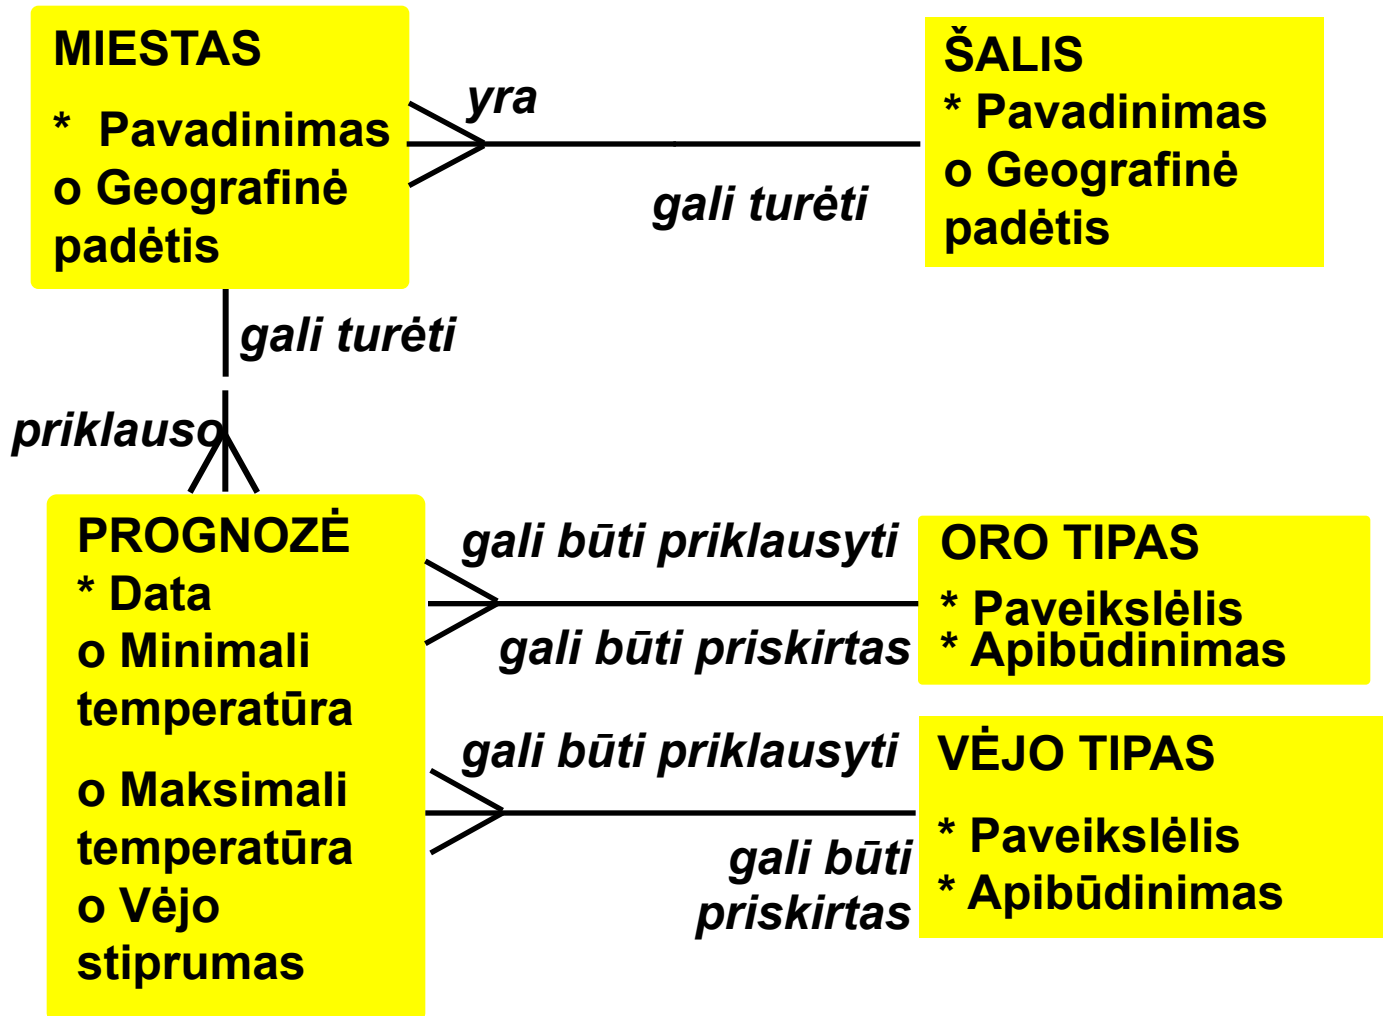 MIESTAS
* Pavadinimas
o Geografinė
padėtis
yra
gali turėti
ŠALIS
* Pavadinimas
o Geografinė
padėtis
gali turėti
priklauso
PROGNOZĖ
* Data
o Minimali
temperatūra
o Maksimali
temperatūra
o Vėjo
stiprumas
gali būti priklausyti
gali būti priskirtas
ORO TIPAS
* Paveikslėlis
* Apibūdinimas
gali būti priklausyti
gali būti
priskirtas
VĖJO TIPAS
* Paveikslėlis
* Apibūdinimas